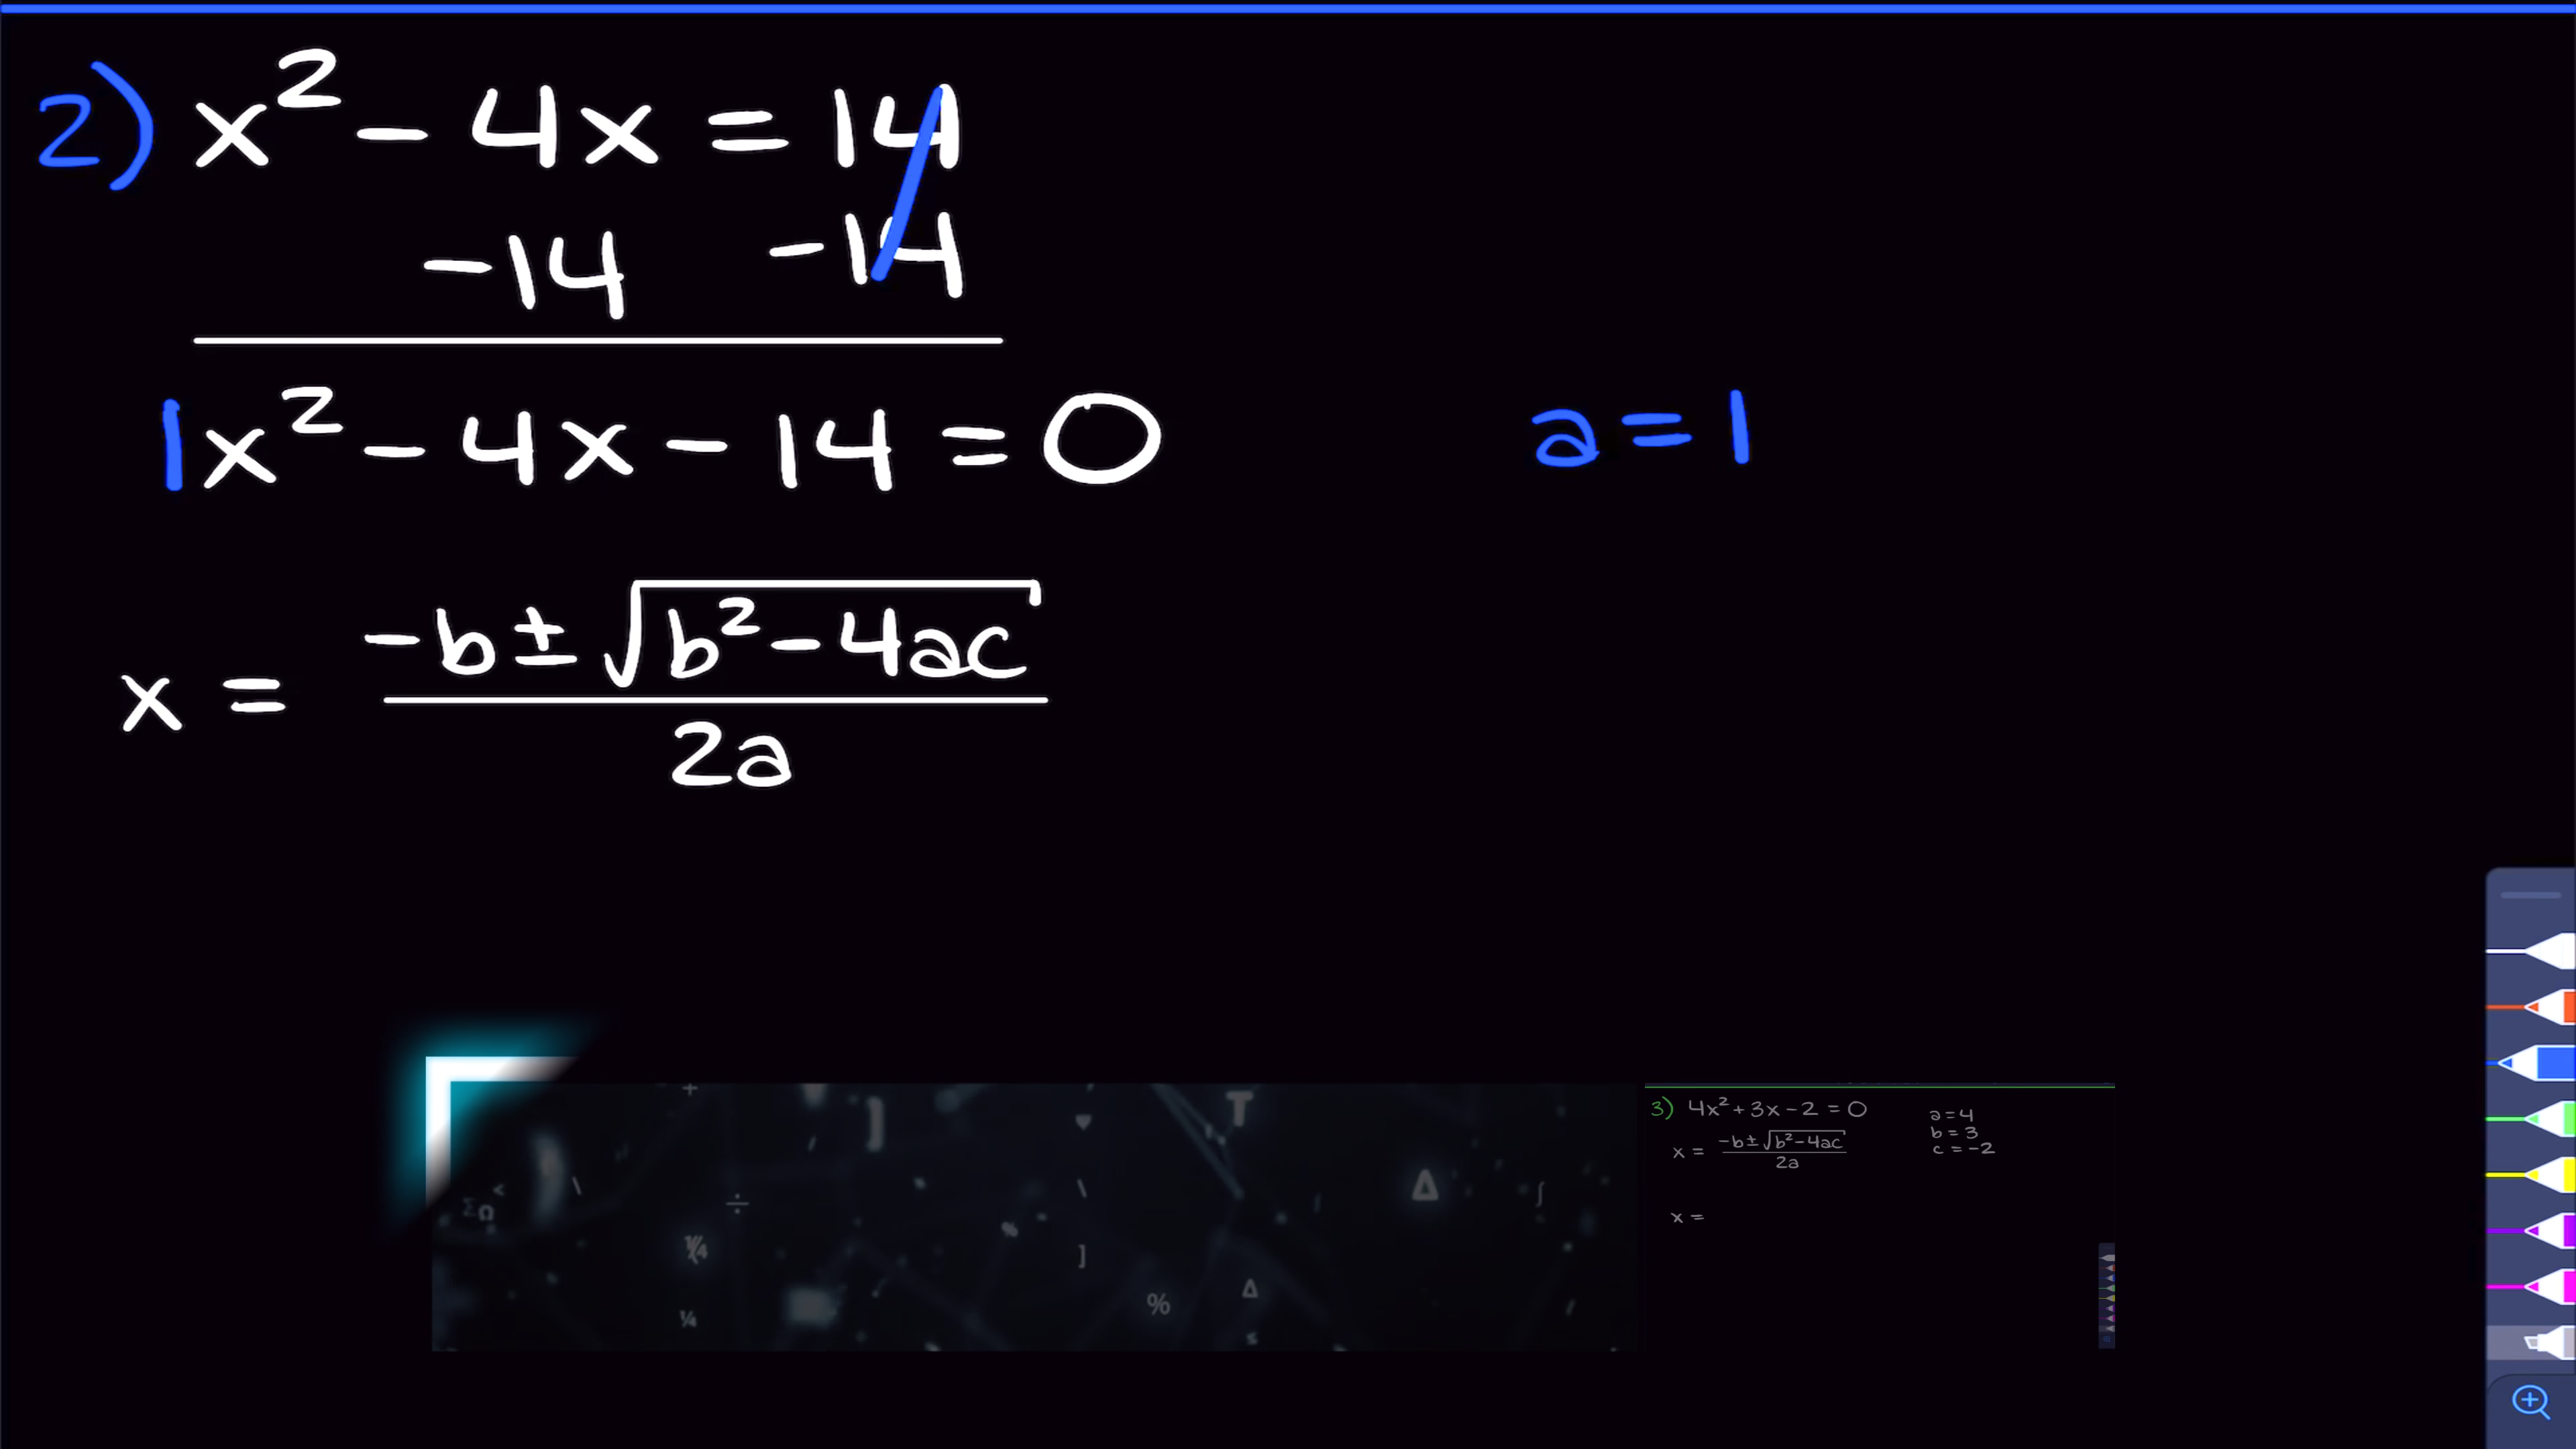 2) x² - 4x = 14
-14 -14
1x² - 4x - 14 = 0
a = 1
x = -b ± √b² - 4ac
2a
3) 4x² + 3x - 2 = 0
a = 4
b = 3
c = -2
x = -b ± √b² - 4ac
2a
x =